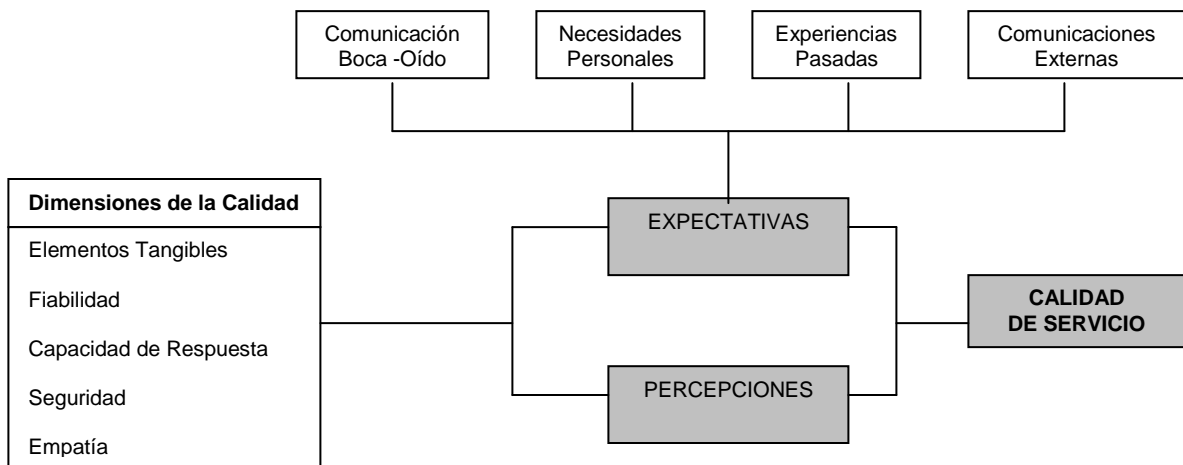 Comunicación
Boca -Oído
Necesidades
Personales
Experiencias
Pasadas
Comunicaciones
Externas
Dimensiones de la Calidad
Elementos Tangibles
Fiabilidad
Capacidad de Respuesta
Seguridad
Empatía
EXPECTATIVAS
PERCEPCIONES
CALIDAD
DE SERVICIO